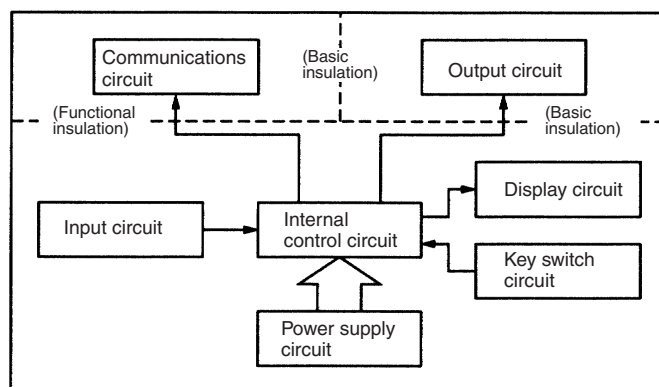 Communications
circuit
(Basic
insulation)
Output circuit
(Functional
insulation)
(Basic
insulation)
Input circuit
Internal
control circuit
Display circuit
Key switch
circuit
Power supply
circuit